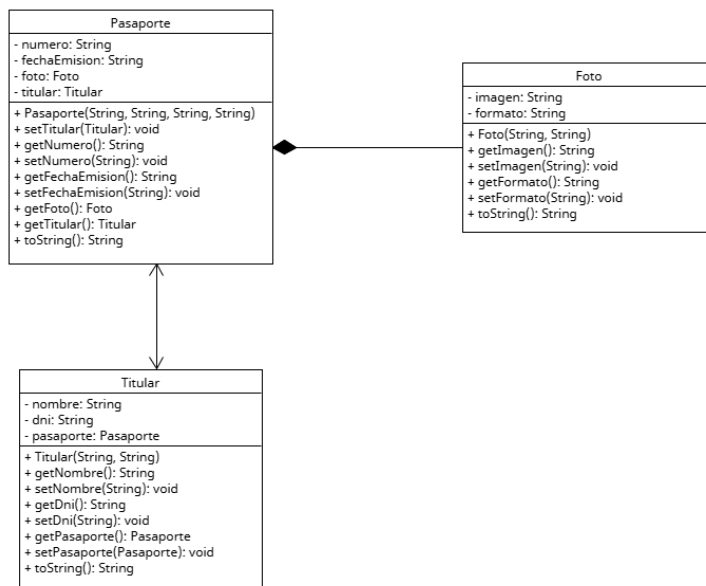 Pasaporte
- numero: String
- fechaEmision: String
- foto: Foto
- titular: Titular
+ Pasaporte(String, String, String, String)
+ setTitular(Titular): void
+ getNumero(): String
+ setNumero(String): void
+ getFechaEmision(): String
+ setFechaEmision(String): void
+ getFoto(): Foto
+ getTitular(): Titular
+ toString(): String
Foto
- imagen: String
- formato: String
+ Foto(String, String)
+ getImagen(): String
+ setImagen(String): void
+ getFormato(): String
+ setFormato(String): void
+ toString(): String
Titular
- nombre: String
- dni: String
- pasaporte: Pasaporte
+ Titular(String, String)
+ getNombre(): String
+ setNombre(String): void
+ getDni(): String
+ setDni(String): void
+ getPasaporte(): Pasaporte
+ setPasaporte(Pasaporte): void
+ toString(): String